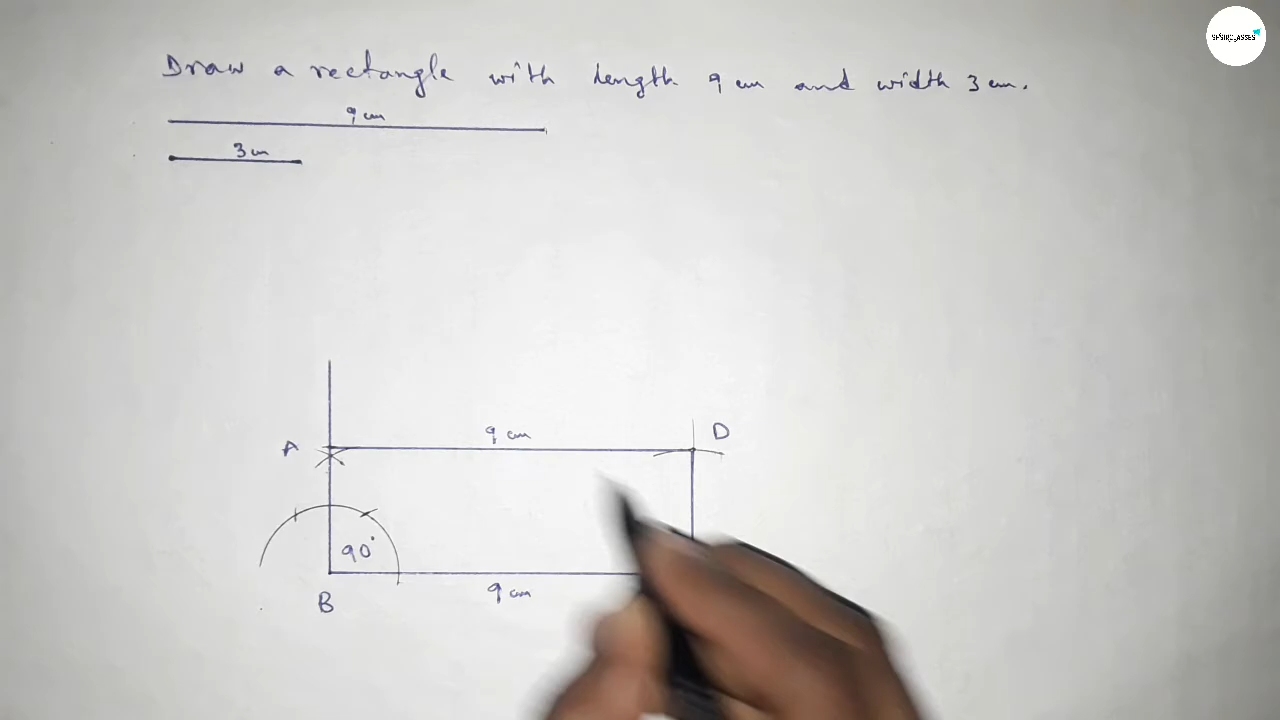 SPSIRCLASSES
Draw a rectangle with length 9 cm and width 3 cm.
9 cm
3 cm
A
9 cm
D
90°
B
9 cm